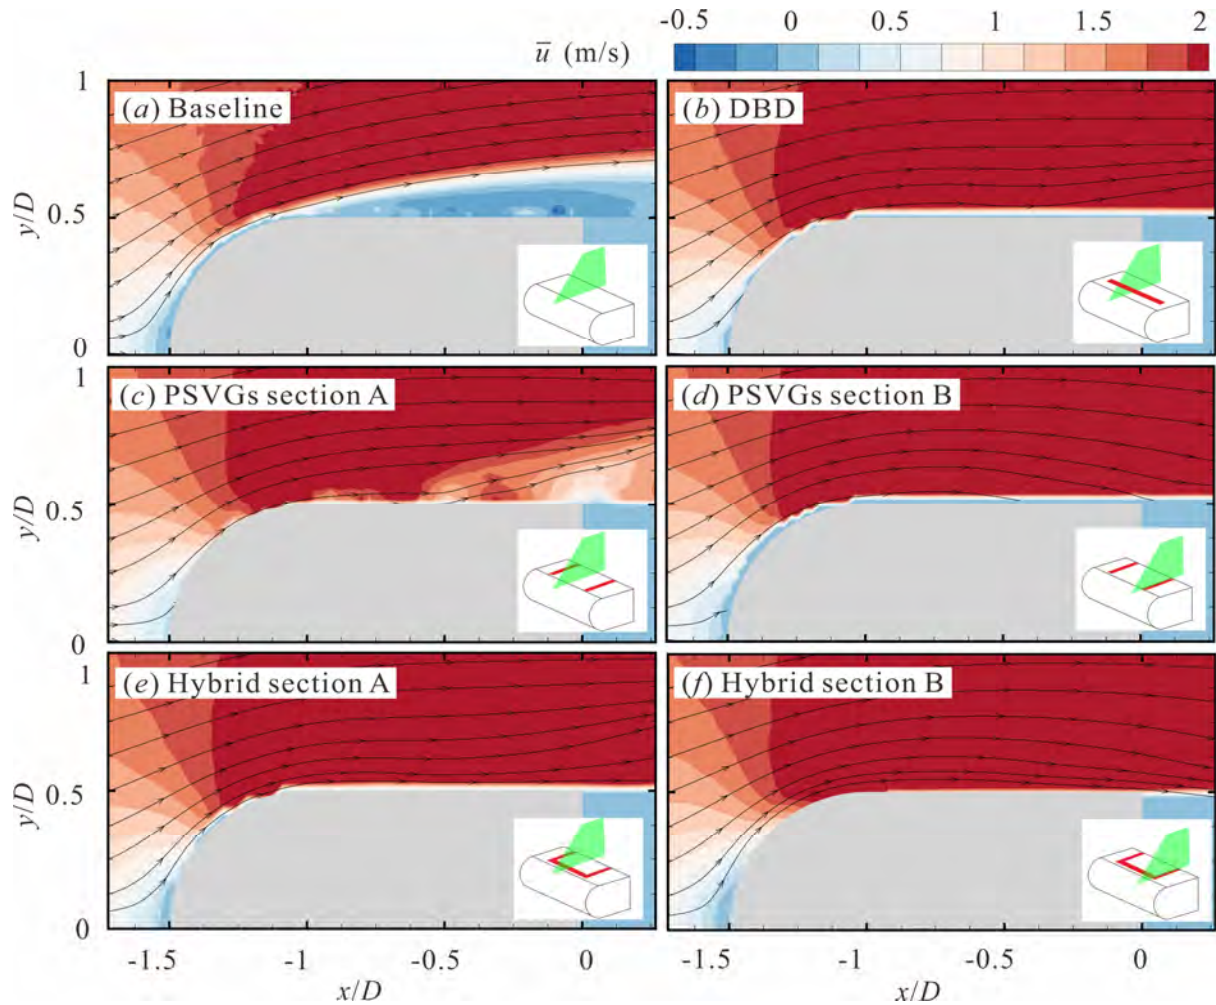 -0.5 0 0.5 1 1.5 2
u̅ (m/s)
(a) Baseline
(b) DBD
1
y/D
0.5
0
(c) PSVGs section A
(d) PSVGs section B
1
y/D
0.5
0
(e) Hybrid section A
(f) Hybrid section B
1
y/D
0.5
0
-1.5 -1 -0.5 0
-1.5 -1 -0.5 0
x/D
x/D